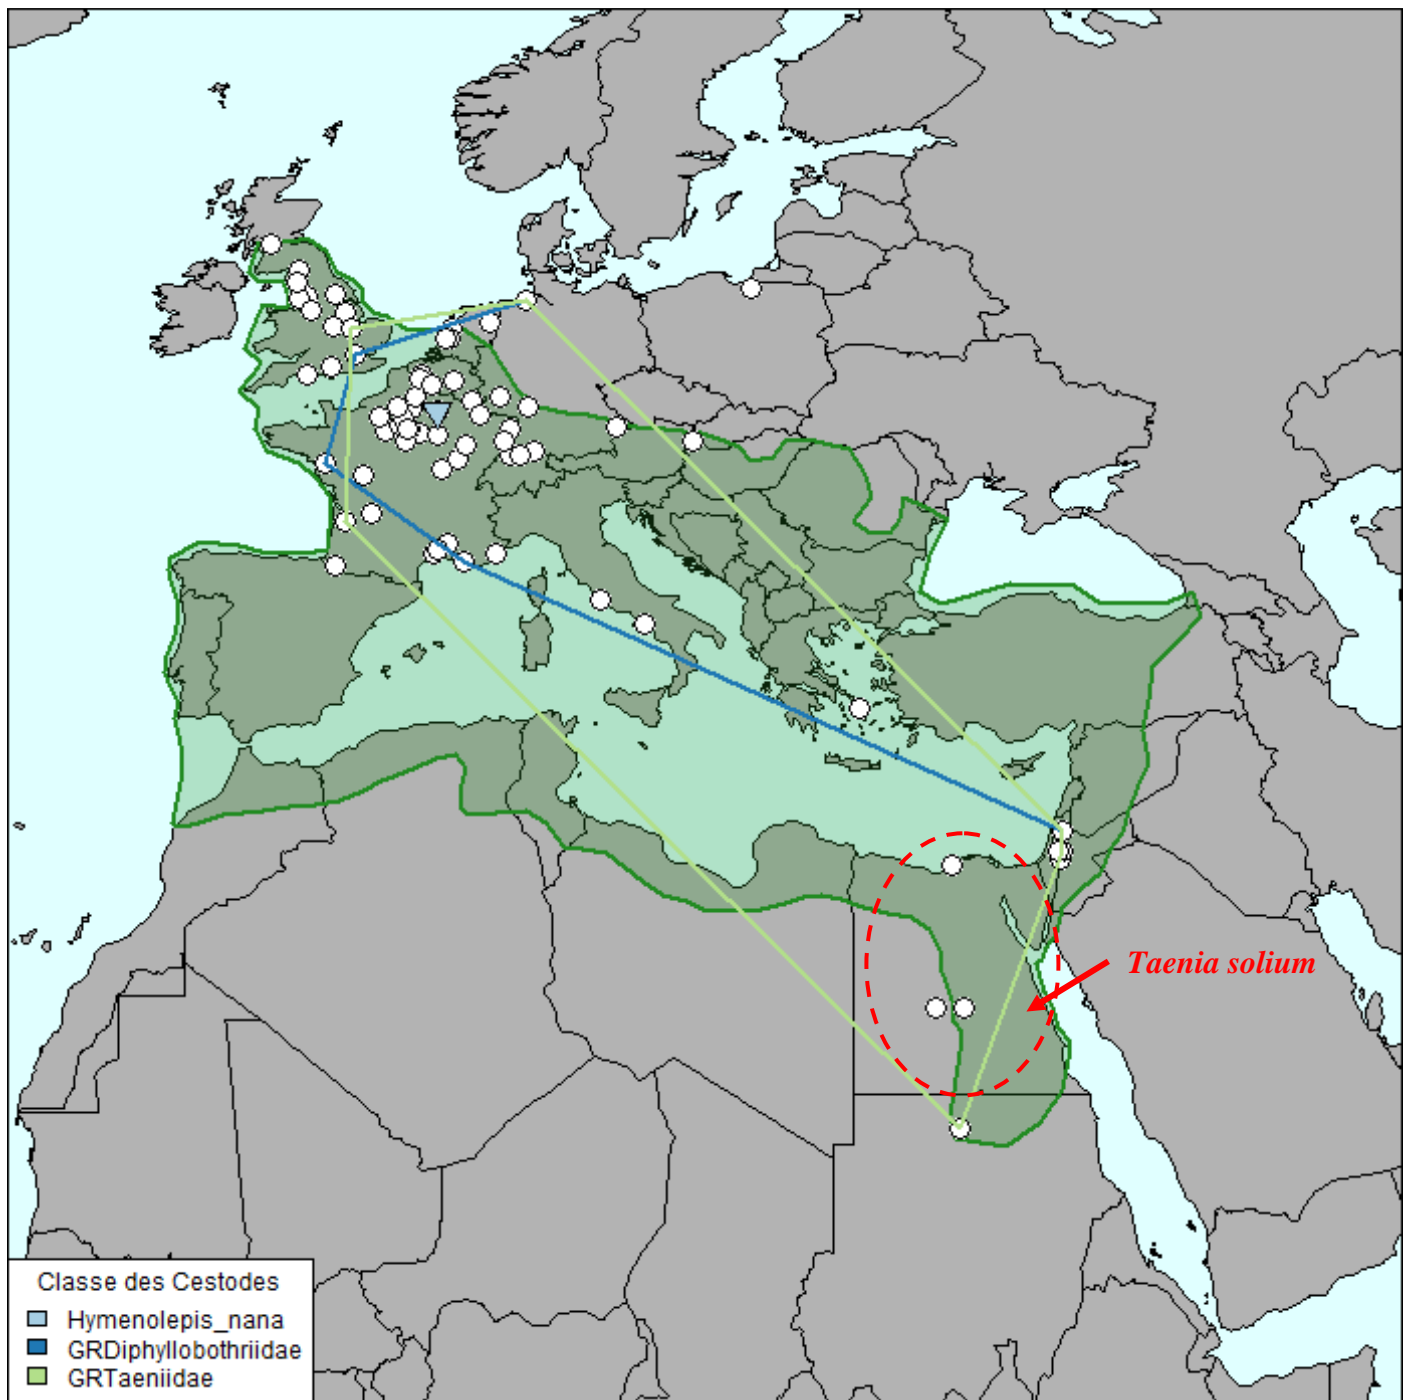 Taenia solium
Classe des Cestodes
Hymenolepis_nana
GRDiphyllobothriidae
GRTaeniidae